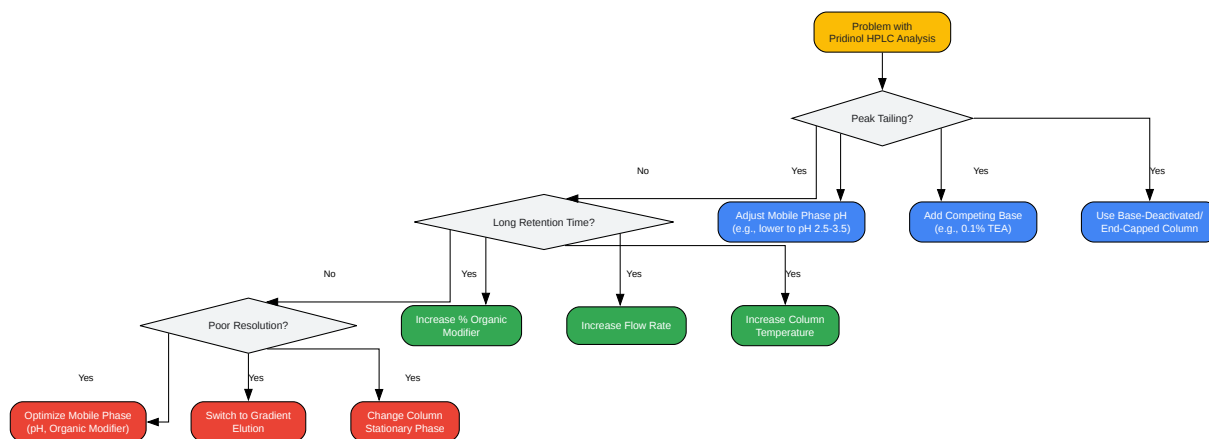 Problem with
Pridinol HPLC Analysis
Peak Tailing?
No
Yes
Yes
Yes
Long Retention Time?
Adjust Mobile Phase pH
(e.g., lower to pH 2.5-3.5)
Add Competing Base
(e.g., 0.1% TEA)
Use Base-Deactivated/
End-Capped Column
No
Yes
Yes
Yes
Poor Resolution?
Increase % Organic
Modifier
Increase Flow Rate
Increase Column
Temperature
Yes
Yes
Yes
Optimize Mobile Phase
(pH, Organic Modifier)
Switch to Gradient
Elution
Change Column
Stationary Phase